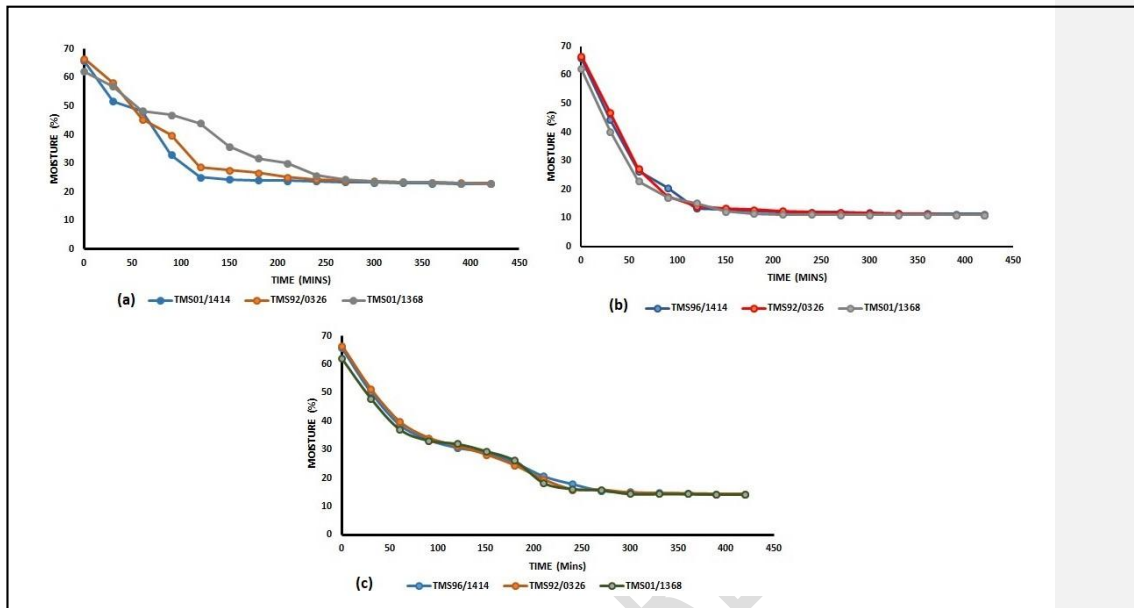 70
60
50
40
30
20
10
0
MOISTURE (%)
0 50 100 150 200 250 300 350 400 450
TIME (MINS)
(a)
TMS01/1414 TMS92/0326 TMS01/1368
70
60
50
40
30
20
10
0
MOISTURE (%)
0 50 100 150 200 250 300 350 400 450
TIME (MINS)
(b)
TMS96/1414 TMS92/0326 TMS01/1368
70
60
50
40
30
20
10
0
MOISTURE (%)
0 50 100 150 200 250 300 350 400 450
TIME (Mins)
(c)
TMS96/1414 TMS92/0326 TMS01/1368